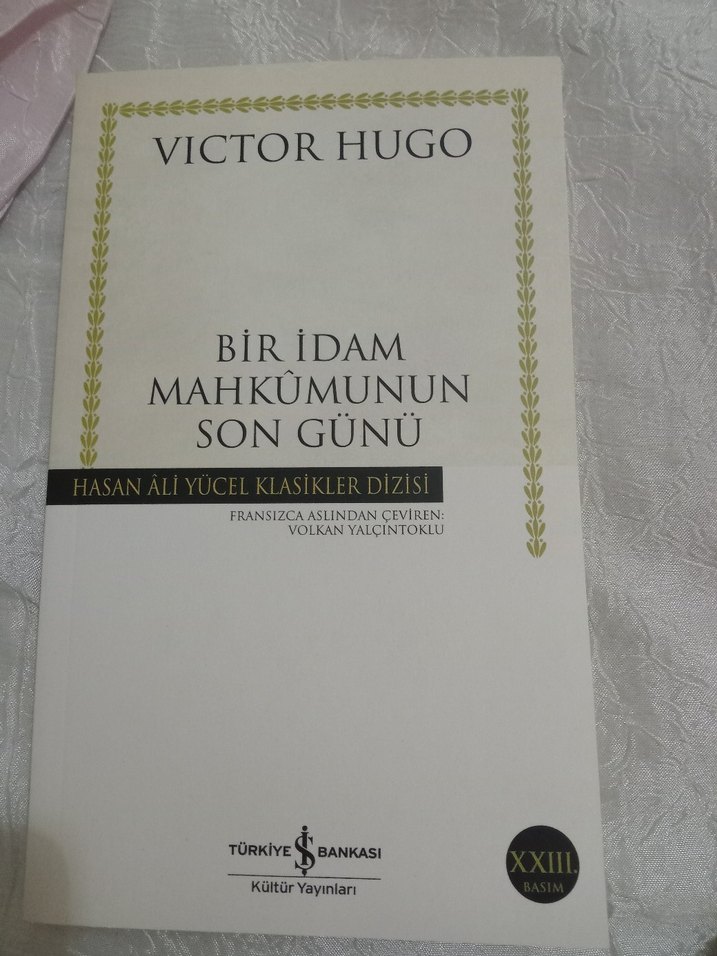 VICTOR HUGO
BİR İDAM
MAHKÛMUNUN
SON GÜNÜ
HASAN ÂLİ YÜCEL KLASİKLER DİZİSİ
FRANSIZCA ASLINDAN ÇEVİREN:
VOLKAN YALÇINTOKLU
TÜRKİYE İŞ BANKASI
Kültür Yayınları
XXIII.
BASIM